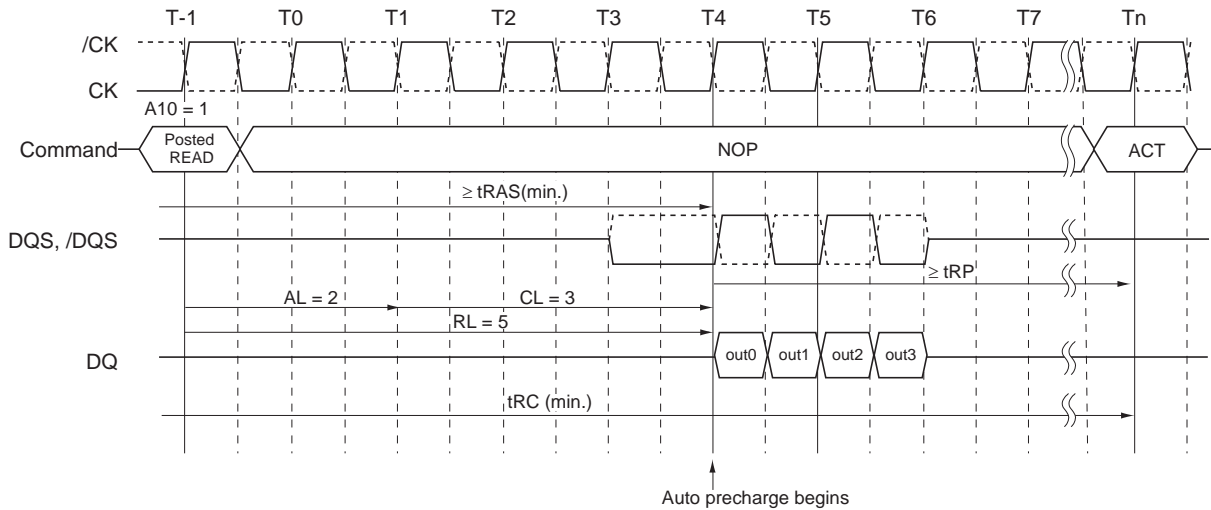 T-1 T0 T1 T2 T3 T4 T5 T6 T7 Tn
/CK
CK
A10 = 1
Command
Posted
READ
NOP
ACT
≥ tRAS(min.)
DQS, /DQS
≥ tRP
AL = 2
CL = 3
RL = 5
DQ
out0 out1 out2 out3
tRC (min.)
Auto precharge begins